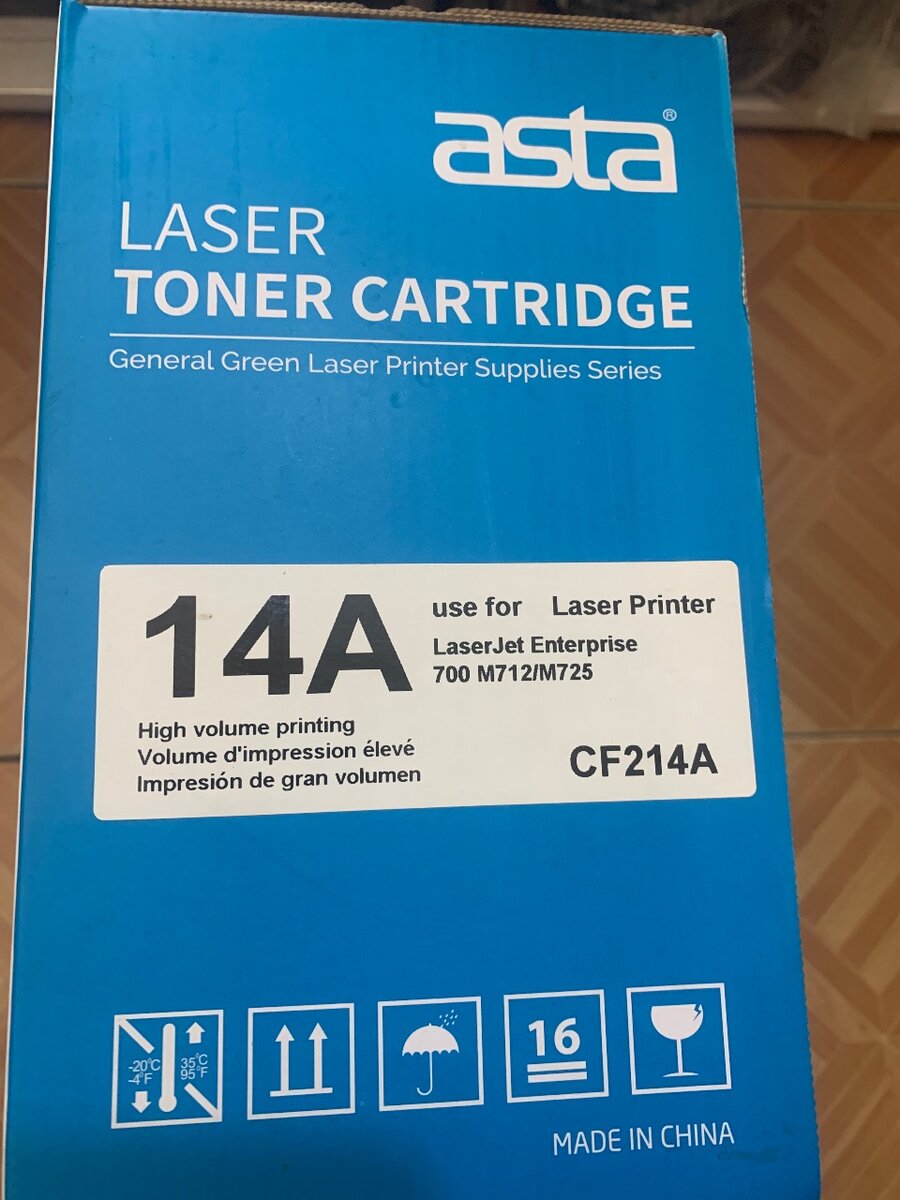 asta®
LASER
TONER CARTRIDGE
General Green Laser Printer Supplies Series
14A
use for Laser Printer
LaserJet Enterprise
700 M712/M725
High volume printing
Volume d'impression élevé
Impresión de gran volumen
CF214A
-20°C
-4°F
35°C
95°F
16
MADE IN CHINA